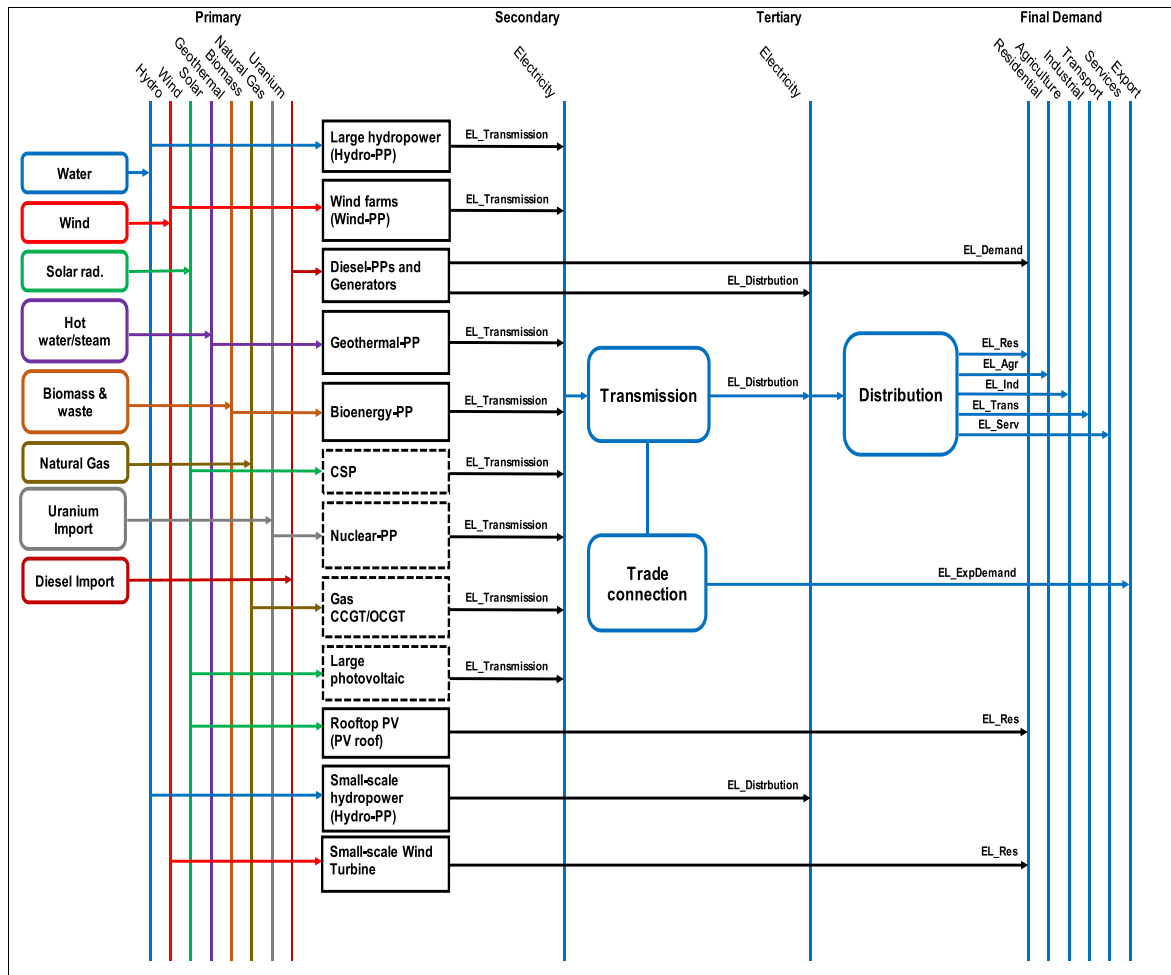 Primary
Secondary
Tertiary
Final Demand
Hydro
Wind
Solar
Geothermal
Biomass
Natural Gas
Uranium
Electricity
Electricity
Residential
Agriculture
Industrial
Transport
Services
Export
Water
Wind
Solar rad.
Hot
water/steam
Biomass &
waste
Natural Gas
Uranium
Import
Diesel Import
Large hydropower
(Hydro-PP)
EL_Transmission
Wind farms
(Wind-PP)
EL_Transmission
Diesel-PPs and
Generators
EL_Demand
EL_Distrbution
Geothermal-PP
EL_Transmission
Bioenergy-PP
EL_Transmission
CSP
EL_Transmission
Nuclear-PP
EL_Transmission
Gas
CCGT/OCGT
EL_Transmission
Large
photovoltaic
EL_Transmission
Rooftop PV
(PV roof)
EL_Res
Small-scale
hydropower
(Hydro-PP)
EL_Distrbution
Small-scale Wind
Turbine
EL_Res
Transmission
EL_Distrbution
Distribution
EL_Res
EL_Agr
EL_Ind
EL_Trans
EL_Serv
Trade
connection
EL_ExpDemand